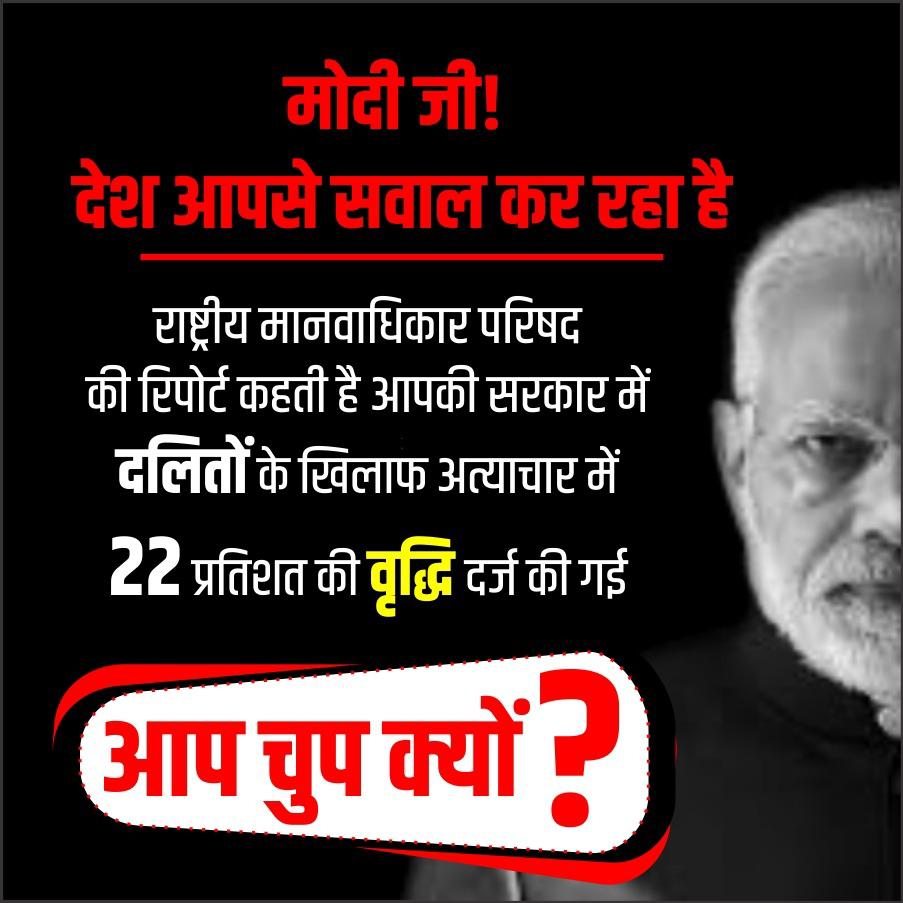 मोदी जी!
देश आपसे सवाल कर रहा है
राष्ट्रीय मानवाधिकार परिषद
की रिपोर्ट कहती है आपकी सरकार में
दलितों के खिलाफ अत्याचार में
22 प्रतिशत की वृद्धि दर्ज की गई
आप चुप क्यों?